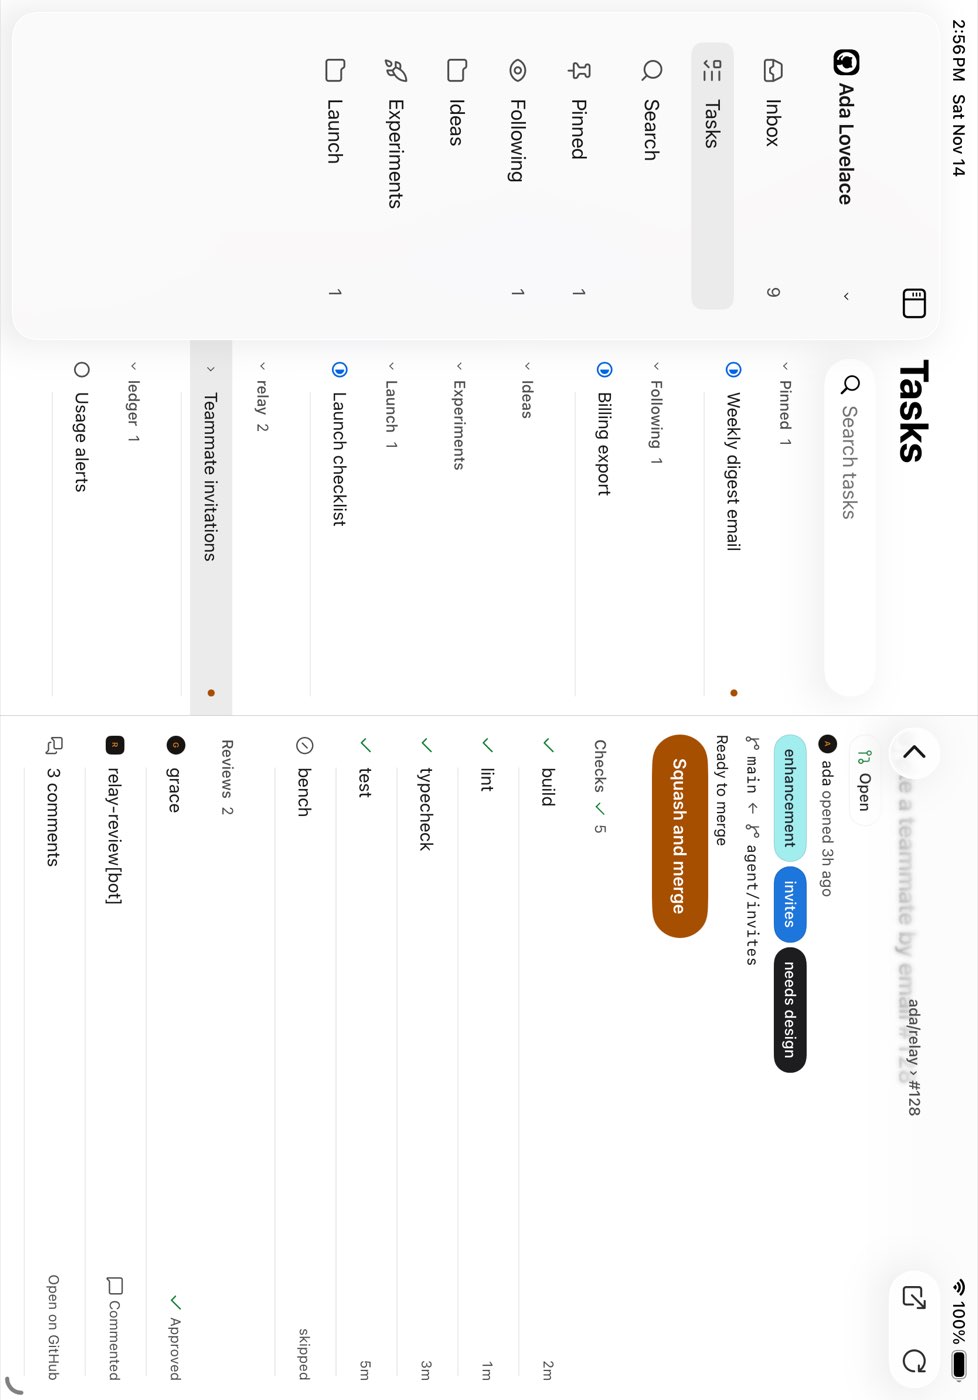 2:56 PM Sat Nov 14
100%
Ada Lovelace
Inbox 9
Tasks
Search
Pinned 1
Following 1
Ideas
Experiments
Launch 1
Tasks
Search tasks
Pinned 1
Weekly digest email
Following 1
Billing export
Ideas
Experiments
Launch 1
Launch checklist
relay 2
Teammate invitations
ledger 1
Usage alerts
ada/relay › #128
a teammate by email #128
Open
A
ada opened 3h ago
enhancement invites needs design
main ← agent/invites
Ready to merge
Squash and merge
Checks 5
build 2m
lint 1m
typecheck 3m
test 5m
bench skipped
Reviews 2
G
grace Approved
R
relay-review[bot] Commented
3 comments Open on GitHub